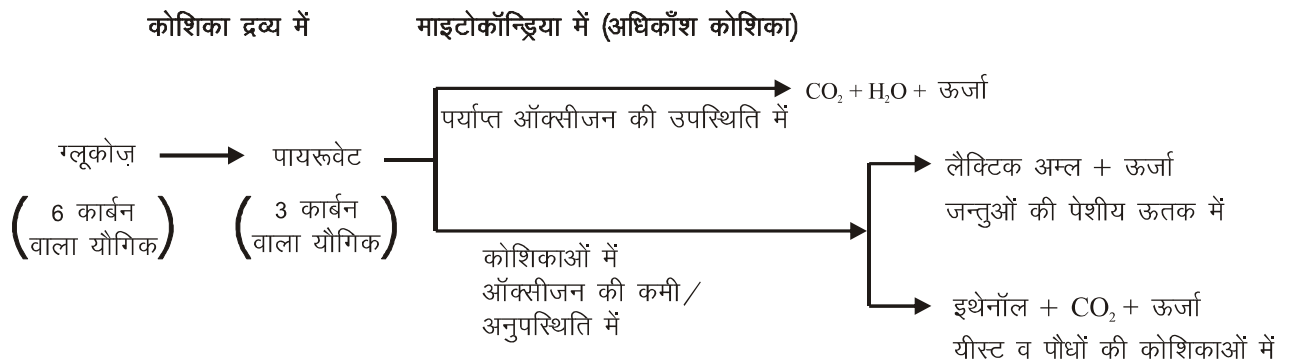 कोशिका द्रव्य में
माइटोकॉन्ड्रिया में (अधिकाँश कोशिका)
CO₂ + H₂O + ऊर्जा
पर्याप्त ऑक्सीजन की उपस्थिति में
ग्लूकोज़
पायरूवेट
(6 कार्बन
वाला यौगिक)
(3 कार्बन
वाला यौगिक)
लैक्टिक अम्ल + ऊर्जा
जन्तुओं की पेशीय ऊतक में
कोशिकाओं में
ऑक्सीजन की कमी/
अनुपस्थिति में
इथेनॉल + CO₂ + ऊर्जा
यीस्ट व पौधों की कोशिकाओं में